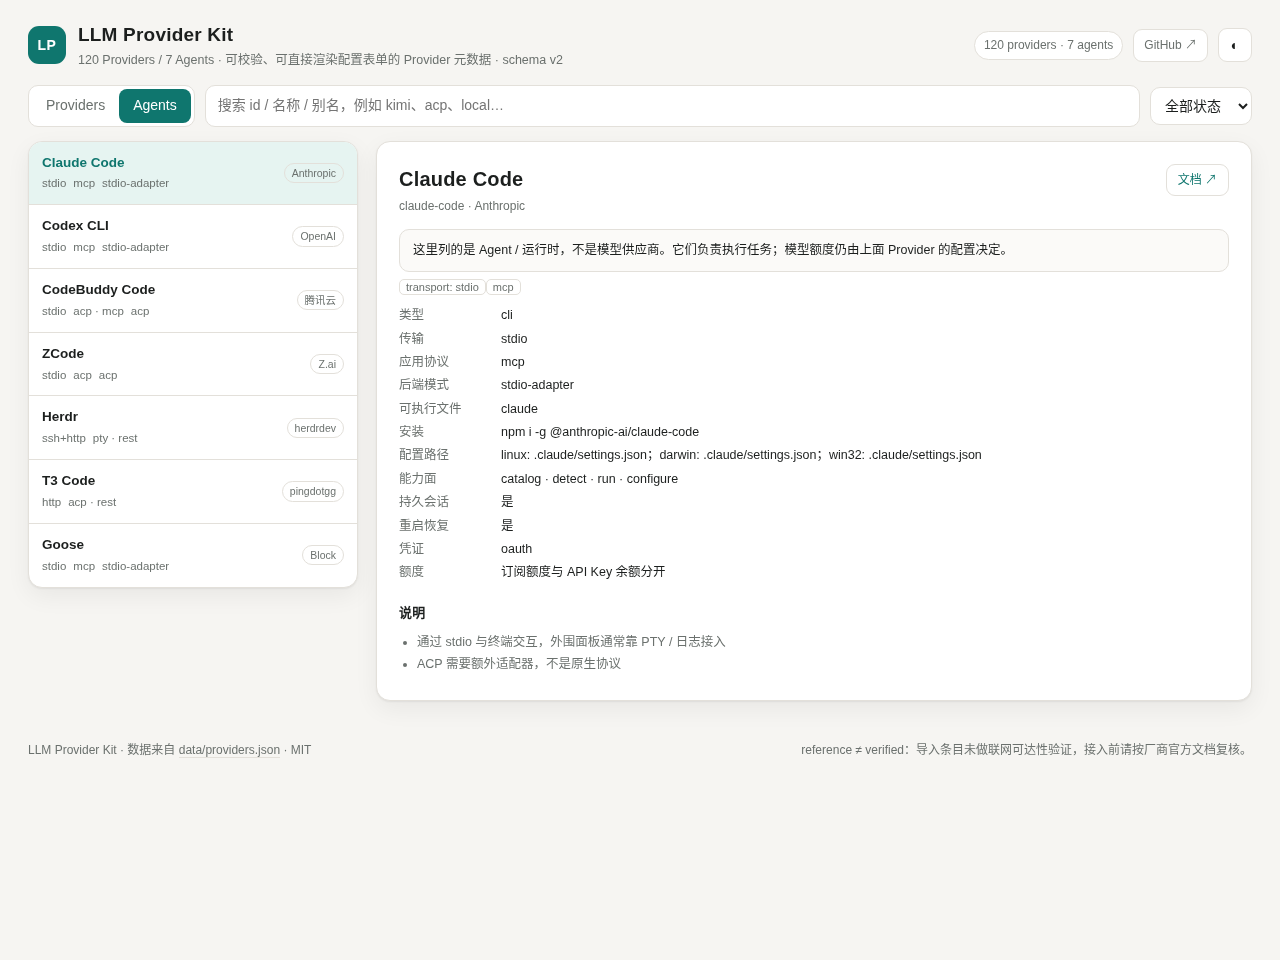 LP
LLM Provider Kit
120 Providers / 7 Agents · 可校验、可直接渲染配置表单的 Provider 元数据 · schema v2
120 providers · 7 agents
GitHub ↗
Providers
Agents
搜索 id / 名称 / 别名，例如 kimi、acp、local…
全部状态
Claude Code
stdio mcp stdio-adapter
Anthropic
Codex CLI
stdio mcp stdio-adapter
OpenAI
CodeBuddy Code
stdio acp · mcp acp
腾讯云
ZCode
stdio acp acp
Z.ai
Herdr
ssh+http pty · rest
herdrdev
T3 Code
http acp · rest
pingdotgg
Goose
stdio mcp stdio-adapter
Block
Claude Code
claude-code · Anthropic
文档 ↗
这里列的是 Agent / 运行时，不是模型供应商。它们负责执行任务；模型额度仍由上面 Provider 的配置决定。
transport: stdio mcp
类型 cli
传输 stdio
应用协议 mcp
后端模式 stdio-adapter
可执行文件 claude
安装 npm i -g @anthropic-ai/claude-code
配置路径 linux: .claude/settings.json；darwin: .claude/settings.json；win32: .claude/settings.json
能力面 catalog · detect · run · configure
持久会话 是
重启恢复 是
凭证 oauth
额度 订阅额度与 API Key 余额分开
说明
• 通过 stdio 与终端交互，外围面板通常靠 PTY / 日志接入
• ACP 需要额外适配器，不是原生协议
LLM Provider Kit · 数据来自 data/providers.json · MIT
reference ≠ verified：导入条目未做联网可达性验证，接入前请按厂商官方文档复核。